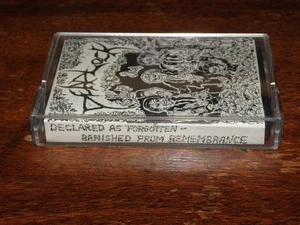 DECLARED AS FORGOTTEN -
BANISHED FROM REMEMBRANCE